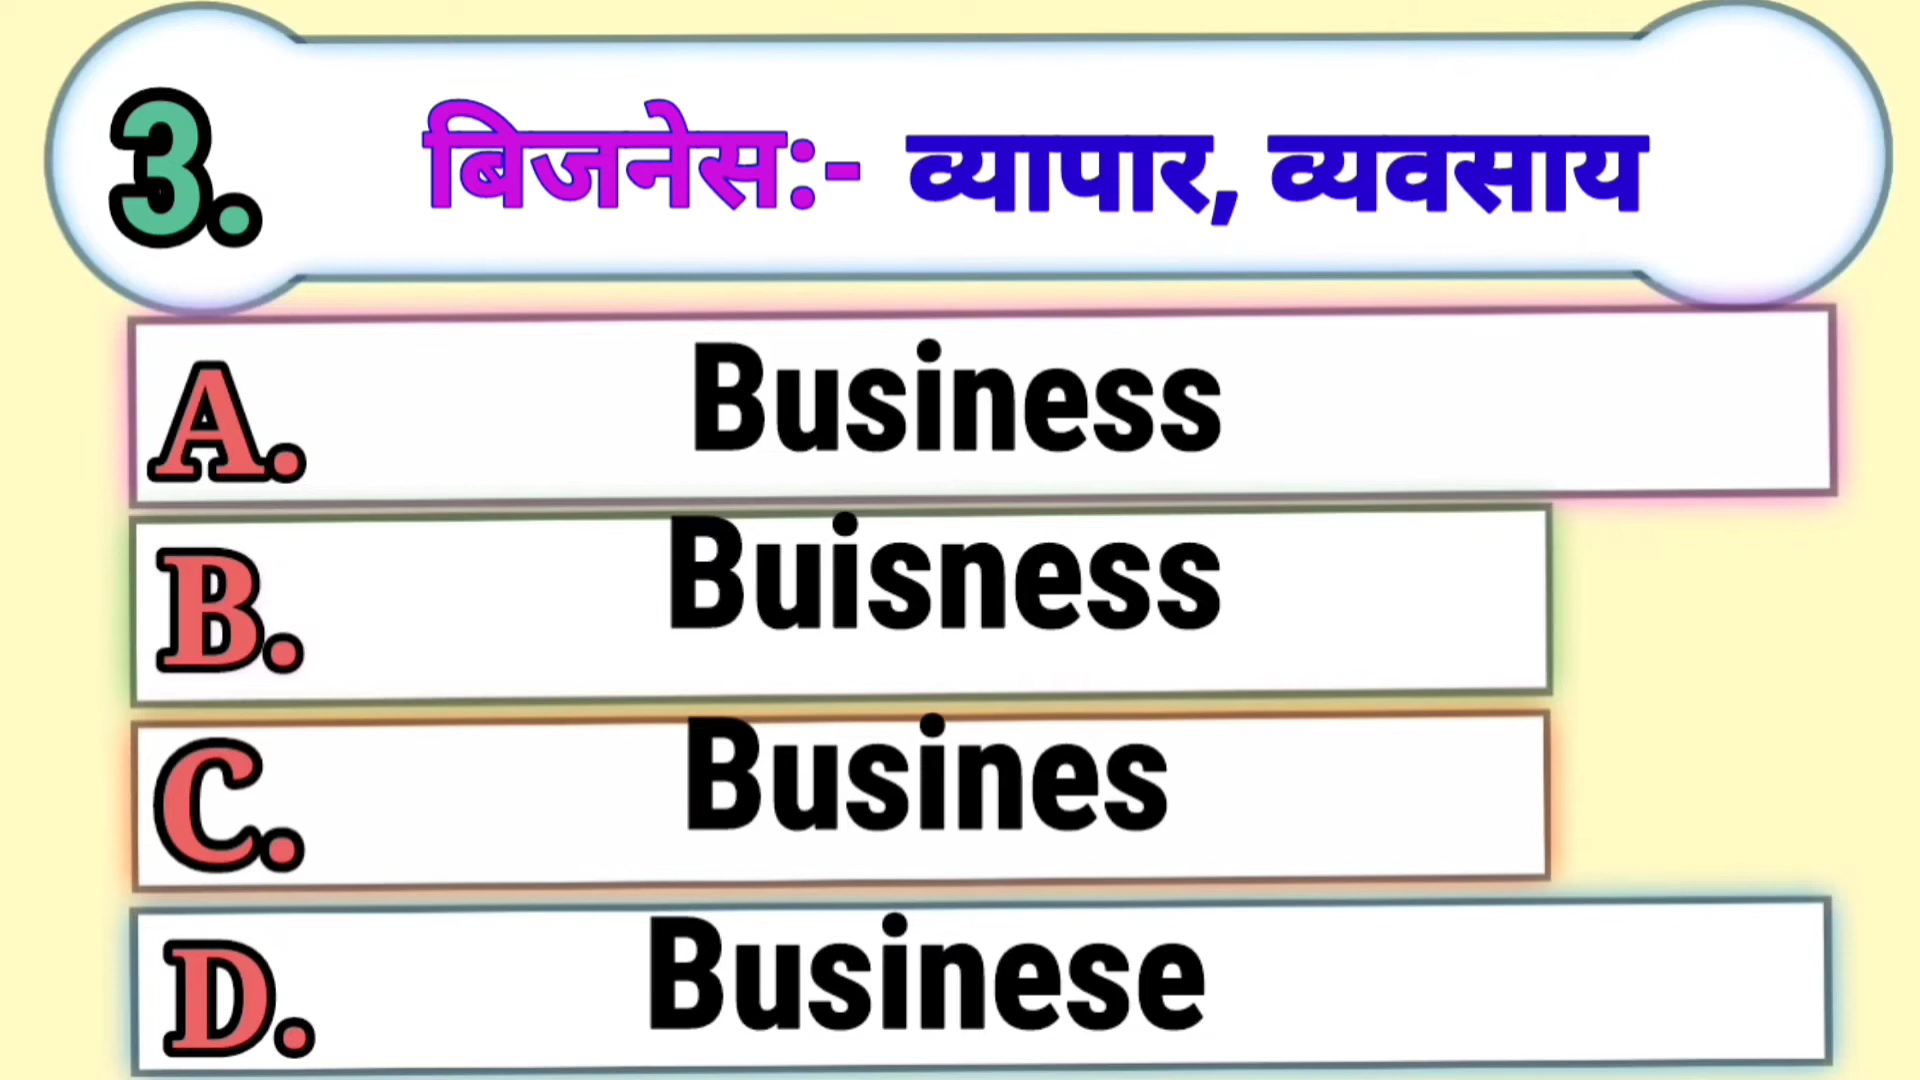 3. बिजनेस:- व्यापार, व्यवसाय
A. Business
B. Buisness
C. Busines
D. Businese